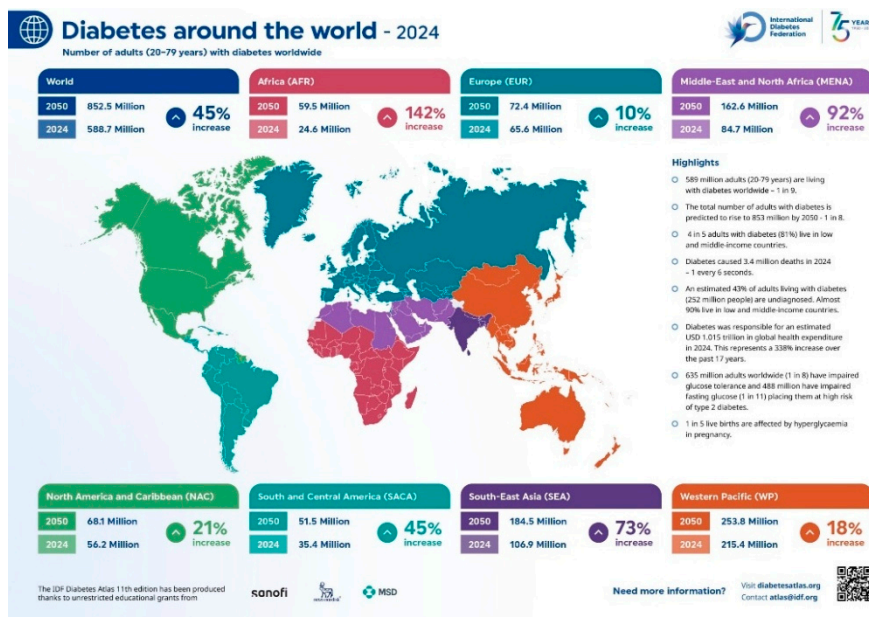 Diabetes around the world - 2024
Number of adults (20–79 years) with diabetes worldwide
International
Diabetes
Federation
75 YEARS
World
2050 852.5 Million
2024 588.7 Million
45%
increase
Africa (AFR)
2050 59.5 Million
2024 24.6 Million
142%
increase
Europe (EUR)
2050 72.4 Million
2024 65.6 Million
10%
increase
Middle-East and North Africa (MENA)
2050 162.6 Million
2024 84.7 Million
92%
increase
Highlights
589 million adults (20-79 years) are living
with diabetes worldwide – 1 in 9.
The total number of adults with diabetes is
predicted to rise to 853 million by 2050 - 1 in 8.
4 in 5 adults with diabetes (81%) live in low
and middle-income countries.
Diabetes caused 3.4 million deaths in 2024
– 1 every 6 seconds.
An estimated 43% of adults living with diabetes
(252 million people) are undiagnosed. Almost
90% live in low and middle-income countries.
Diabetes was responsible for an estimated
USD 1.015 trillion in global health expenditure
in 2024. This represents a 338% increase over
the past 17 years.
635 million adults worldwide (1 in 8) have impaired
glucose tolerance and 488 million have impaired
fasting glucose (1 in 11) placing them at high risk
of type 2 diabetes.
1 in 5 live births are affected by hyperglycaemia
in pregnancy.
North America and Caribbean (NAC)
2050 68.1 Million
2024 56.2 Million
21%
increase
South and Central America (SACA)
2050 51.5 Million
2024 35.4 Million
45%
increase
South-East Asia (SEA)
2050 184.5 Million
2024 106.9 Million
73%
increase
Western Pacific (WP)
2050 253.8 Million
2024 215.4 Million
18%
increase
The IDF Diabetes Atlas 11th edition has been produced
thanks to unrestricted educational grants from
sanofi
MSD
Need more information?
Visit diabetesatlas.org
Contact atlas@idf.org